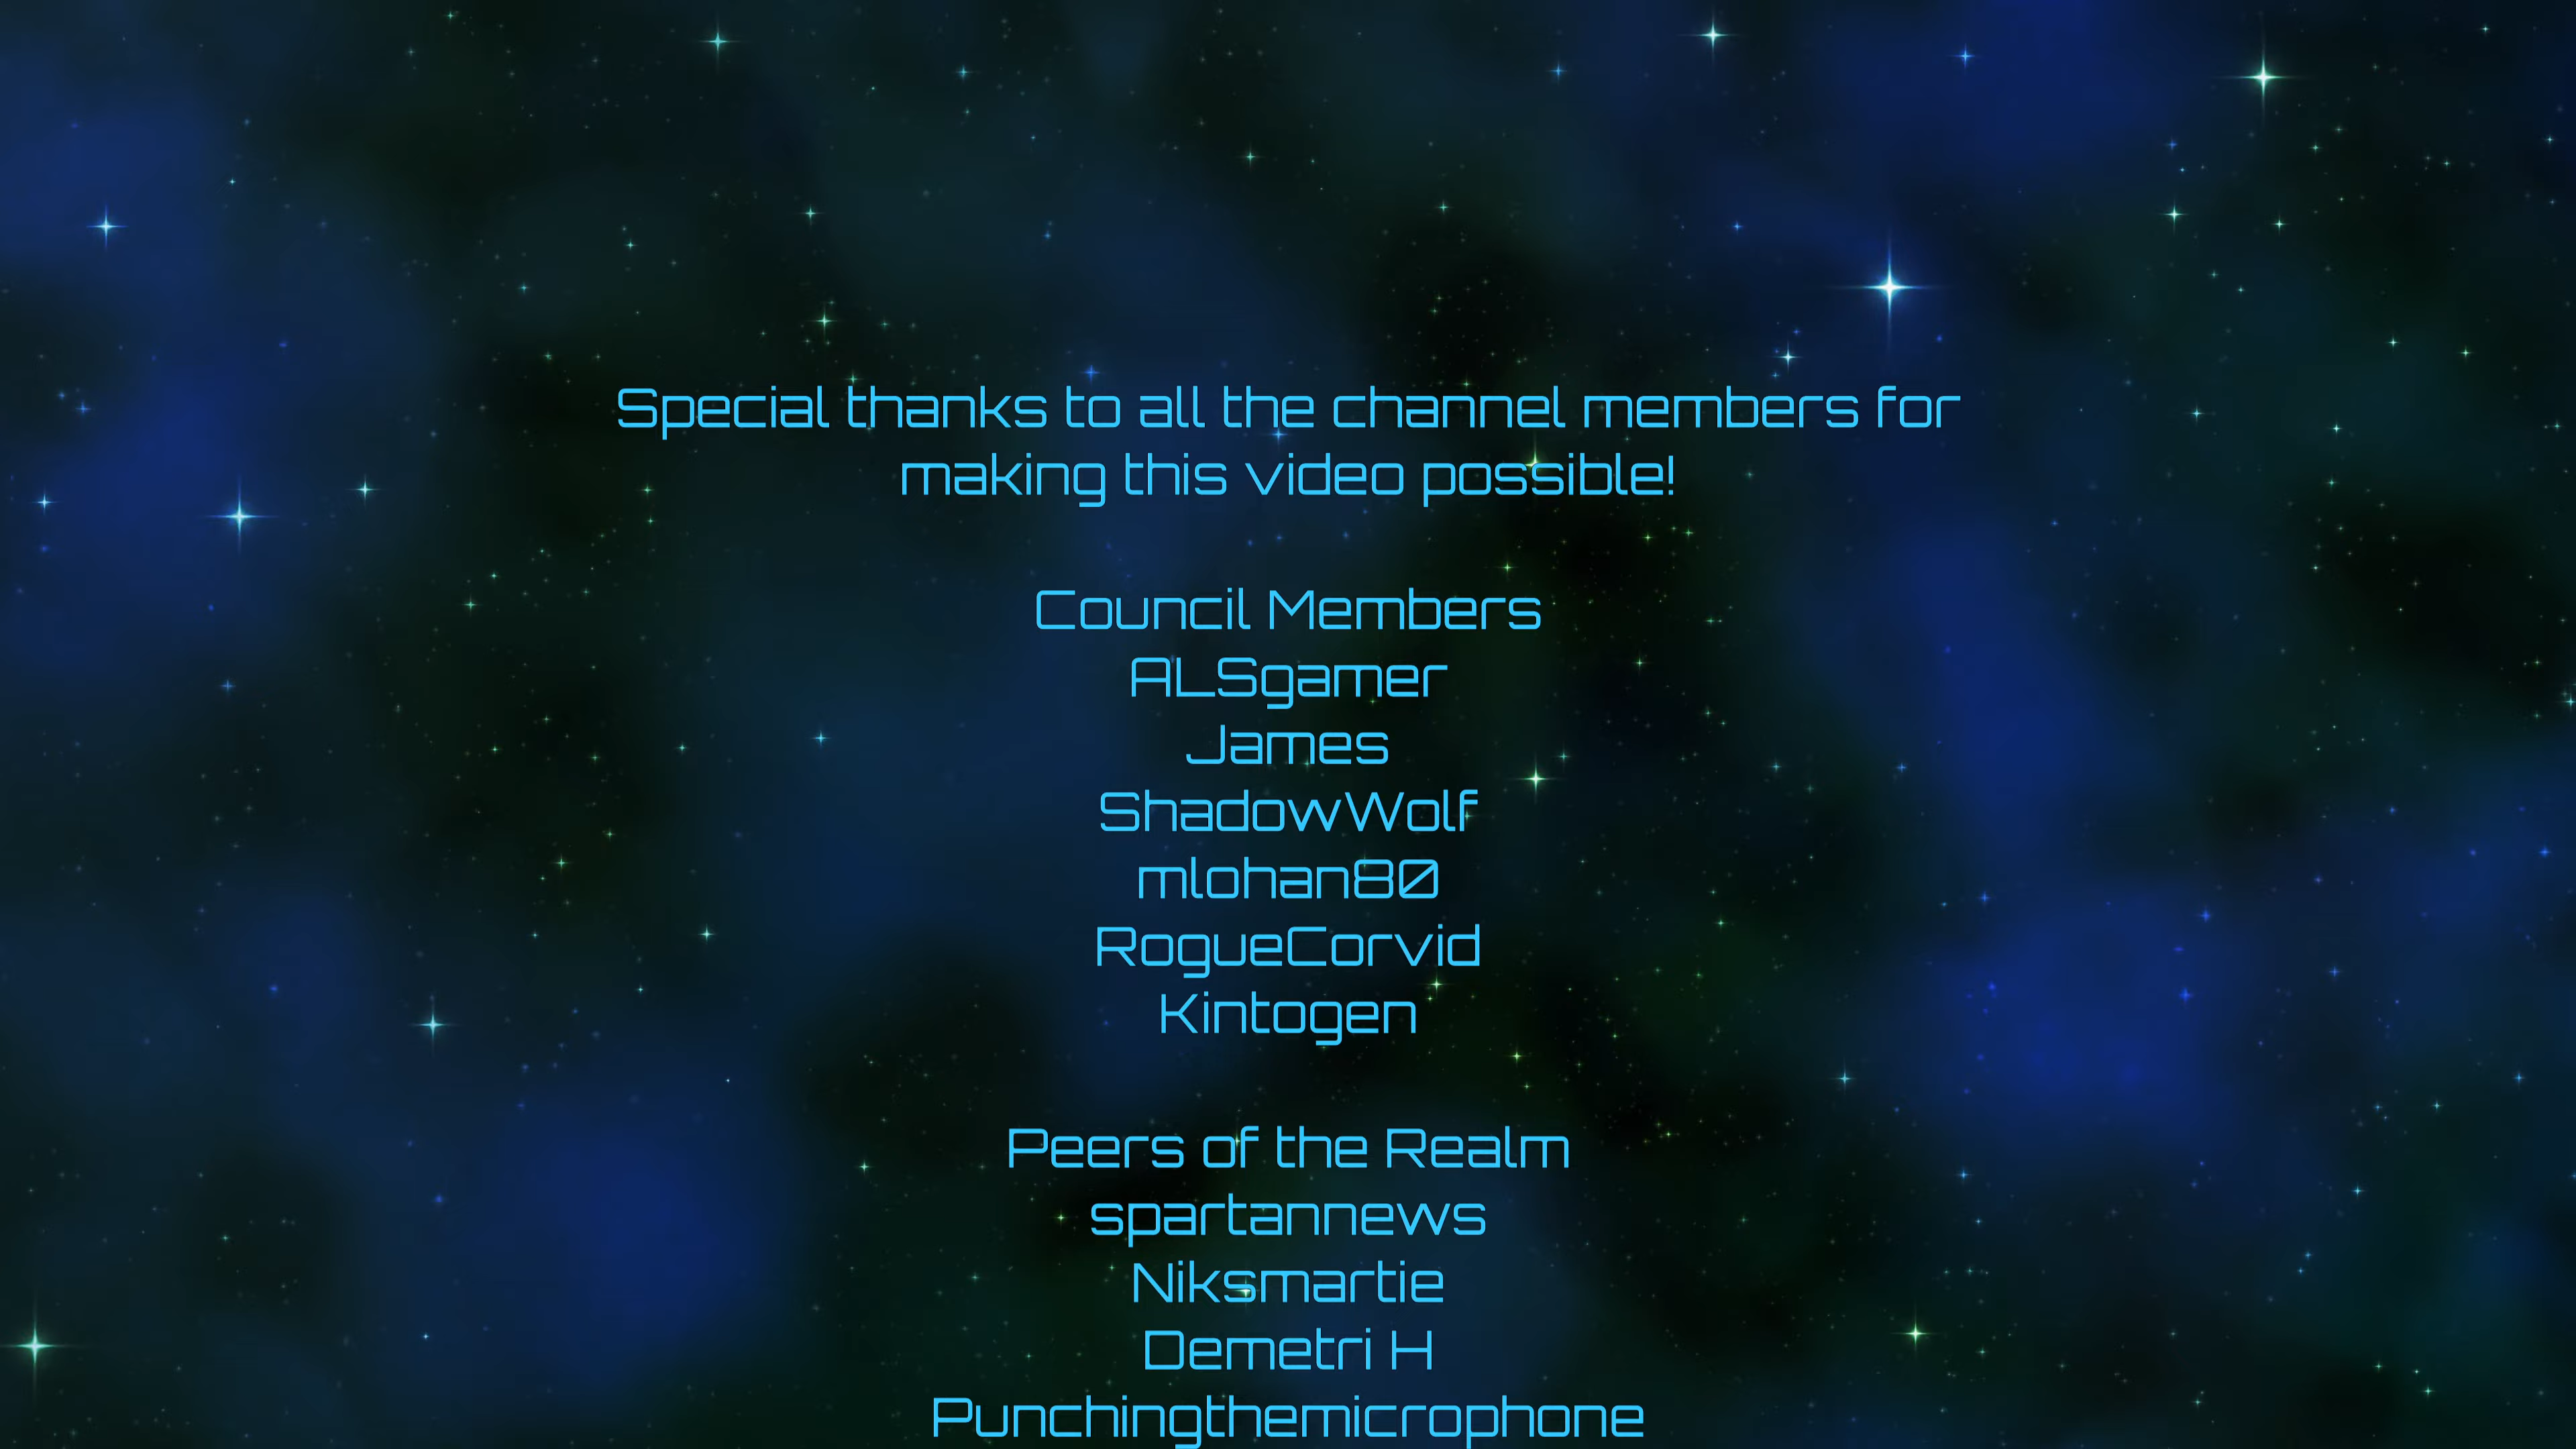 Special thanks to all the channel members for
making this video possible!
Council Members
ALSgamer
James
ShadowWolf
mlohan80
RogueCorvid
Kintogen
Peers of the Realm
spartannews
Niksmartie
Demetri H
Punchingthemicrophone